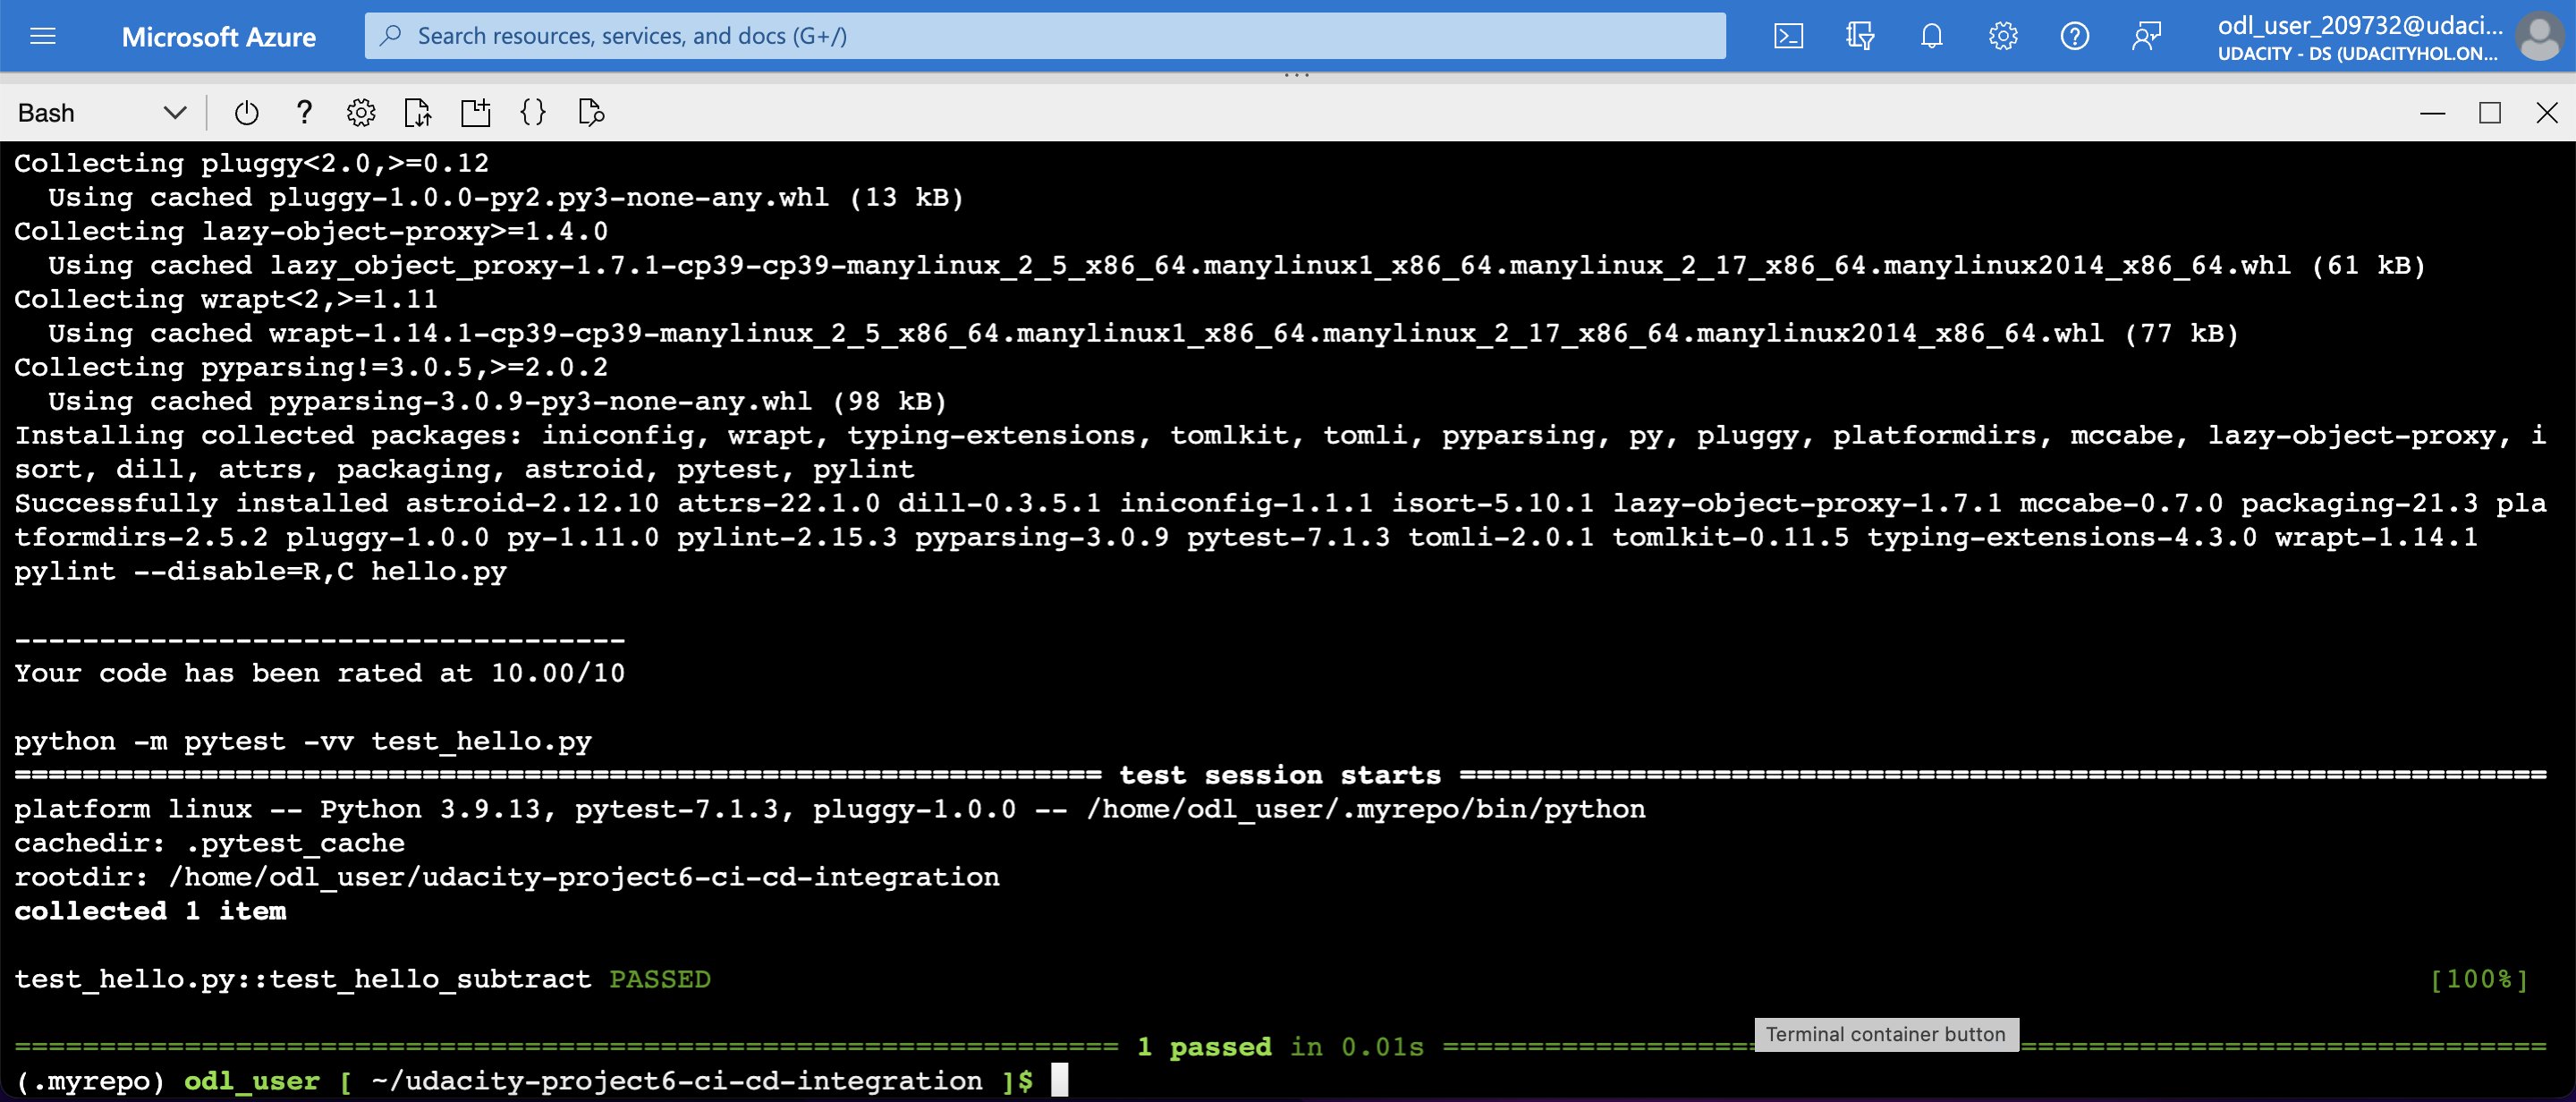 Microsoft Azure
Search resources, services, and docs (G+/)
odl_user_209732@udaci...
UDACITY - DS (UDACITYHOL.ON...
Bash
Collecting pluggy<2.0,>=0.12
  Using cached pluggy-1.0.0-py2.py3-none-any.whl (13 kB)
Collecting lazy-object-proxy>=1.4.0
  Using cached lazy_object_proxy-1.7.1-cp39-cp39-manylinux_2_5_x86_64.manylinux1_x86_64.manylinux_2_17_x86_64.manylinux2014_x86_64.whl (61 kB)
Collecting wrapt<2,>=1.11
  Using cached wrapt-1.14.1-cp39-cp39-manylinux_2_5_x86_64.manylinux1_x86_64.manylinux_2_17_x86_64.manylinux2014_x86_64.whl (77 kB)
Collecting pyparsing!=3.0.5,>=2.0.2
  Using cached pyparsing-3.0.9-py3-none-any.whl (98 kB)
Installing collected packages: iniconfig, wrapt, typing-extensions, tomlkit, tomli, pyparsing, py, pluggy, platformdirs, mccabe, lazy-object-proxy, i
sort, dill, attrs, packaging, astroid, pytest, pylint
Successfully installed astroid-2.12.10 attrs-22.1.0 dill-0.3.5.1 iniconfig-1.1.1 isort-5.10.1 lazy-object-proxy-1.7.1 mccabe-0.7.0 packaging-21.3 pla
tformdirs-2.5.2 pluggy-1.0.0 py-1.11.0 pylint-2.15.3 pyparsing-3.0.9 pytest-7.1.3 tomli-2.0.1 tomlkit-0.11.5 typing-extensions-4.3.0 wrapt-1.14.1
pylint --disable=R,C hello.py
------------------------------------
Your code has been rated at 10.00/10
python -m pytest -vv test_hello.py
================================================================ test session starts ================================================================
platform linux -- Python 3.9.13, pytest-7.1.3, pluggy-1.0.0 -- /home/odl_user/.myrepo/bin/python
cachedir: .pytest_cache
rootdir: /home/odl_user/udacity-project6-ci-cd-integration
collected 1 item
test_hello.py::test_hello_subtract PASSED [100%]
================================================================= 1 passed in 0.01s =================================================================
Terminal container button
(.myrepo) odl_user [ ~/udacity-project6-ci-cd-integration ]$